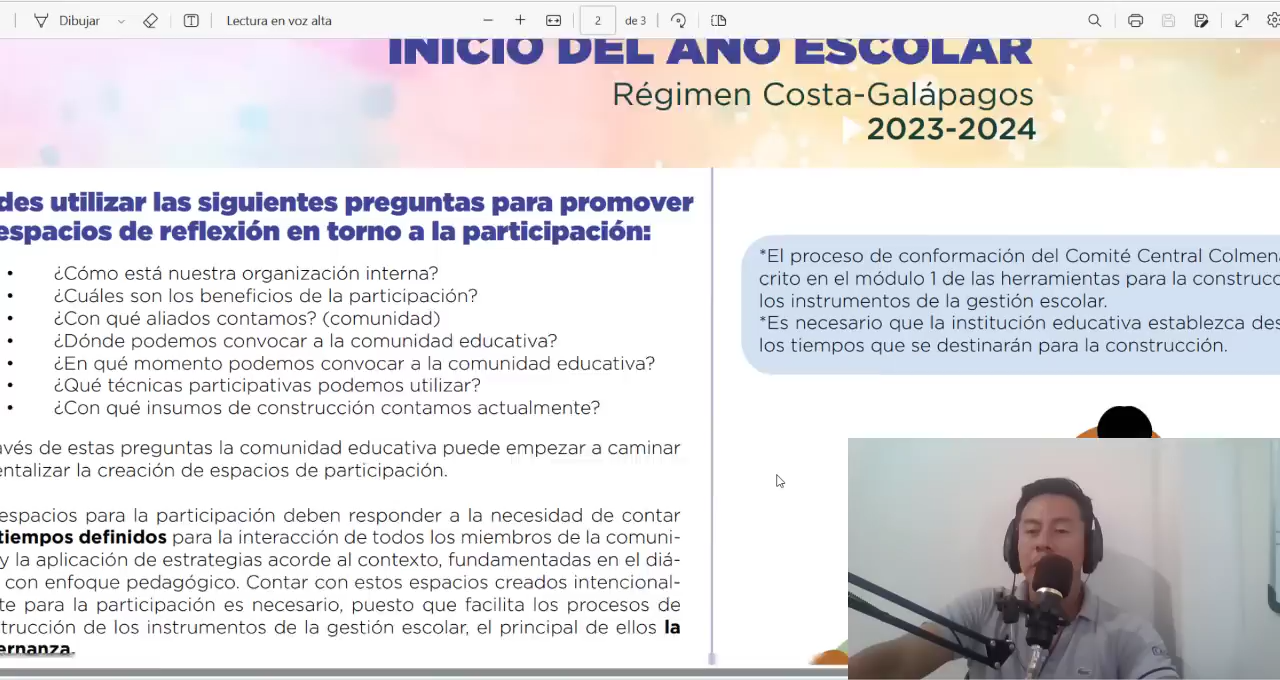 Dibujar
Lectura en voz alta
2
de 3
INICIO DEL AÑO ESCOLAR
Régimen Costa-Galápagos
2023-2024
des utilizar las siguientes preguntas para promover
espacios de reflexión en torno a la participación:
• ¿Cómo está nuestra organización interna?
• ¿Cuáles son los beneficios de la participación?
• ¿Con qué aliados contamos? (comunidad)
• ¿Dónde podemos convocar a la comunidad educativa?
• ¿En qué momento podemos convocar a la comunidad educativa?
• ¿Qué técnicas participativas podemos utilizar?
• ¿Con qué insumos de construcción contamos actualmente?
avés de estas preguntas la comunidad educativa puede empezar a caminar
entalizar la creación de espacios de participación.
espacios para la participación deben responder a la necesidad de contar
tiempos definidos para la interacción de todos los miembros de la comuni-
y la aplicación de estrategias acorde al contexto, fundamentadas en el diá-
con enfoque pedagógico. Contar con estos espacios creados intencional-
te para la participación es necesario, puesto que facilita los procesos de
trucción de los instrumentos de la gestión escolar, el principal de ellos la
ernanza.
*El proceso de conformación del Comité Central Colmena
crito en el módulo 1 de las herramientas para la construcc
los instrumentos de la gestión escolar.
*Es necesario que la institución educativa establezca des
los tiempos que se destinarán para la construcción.